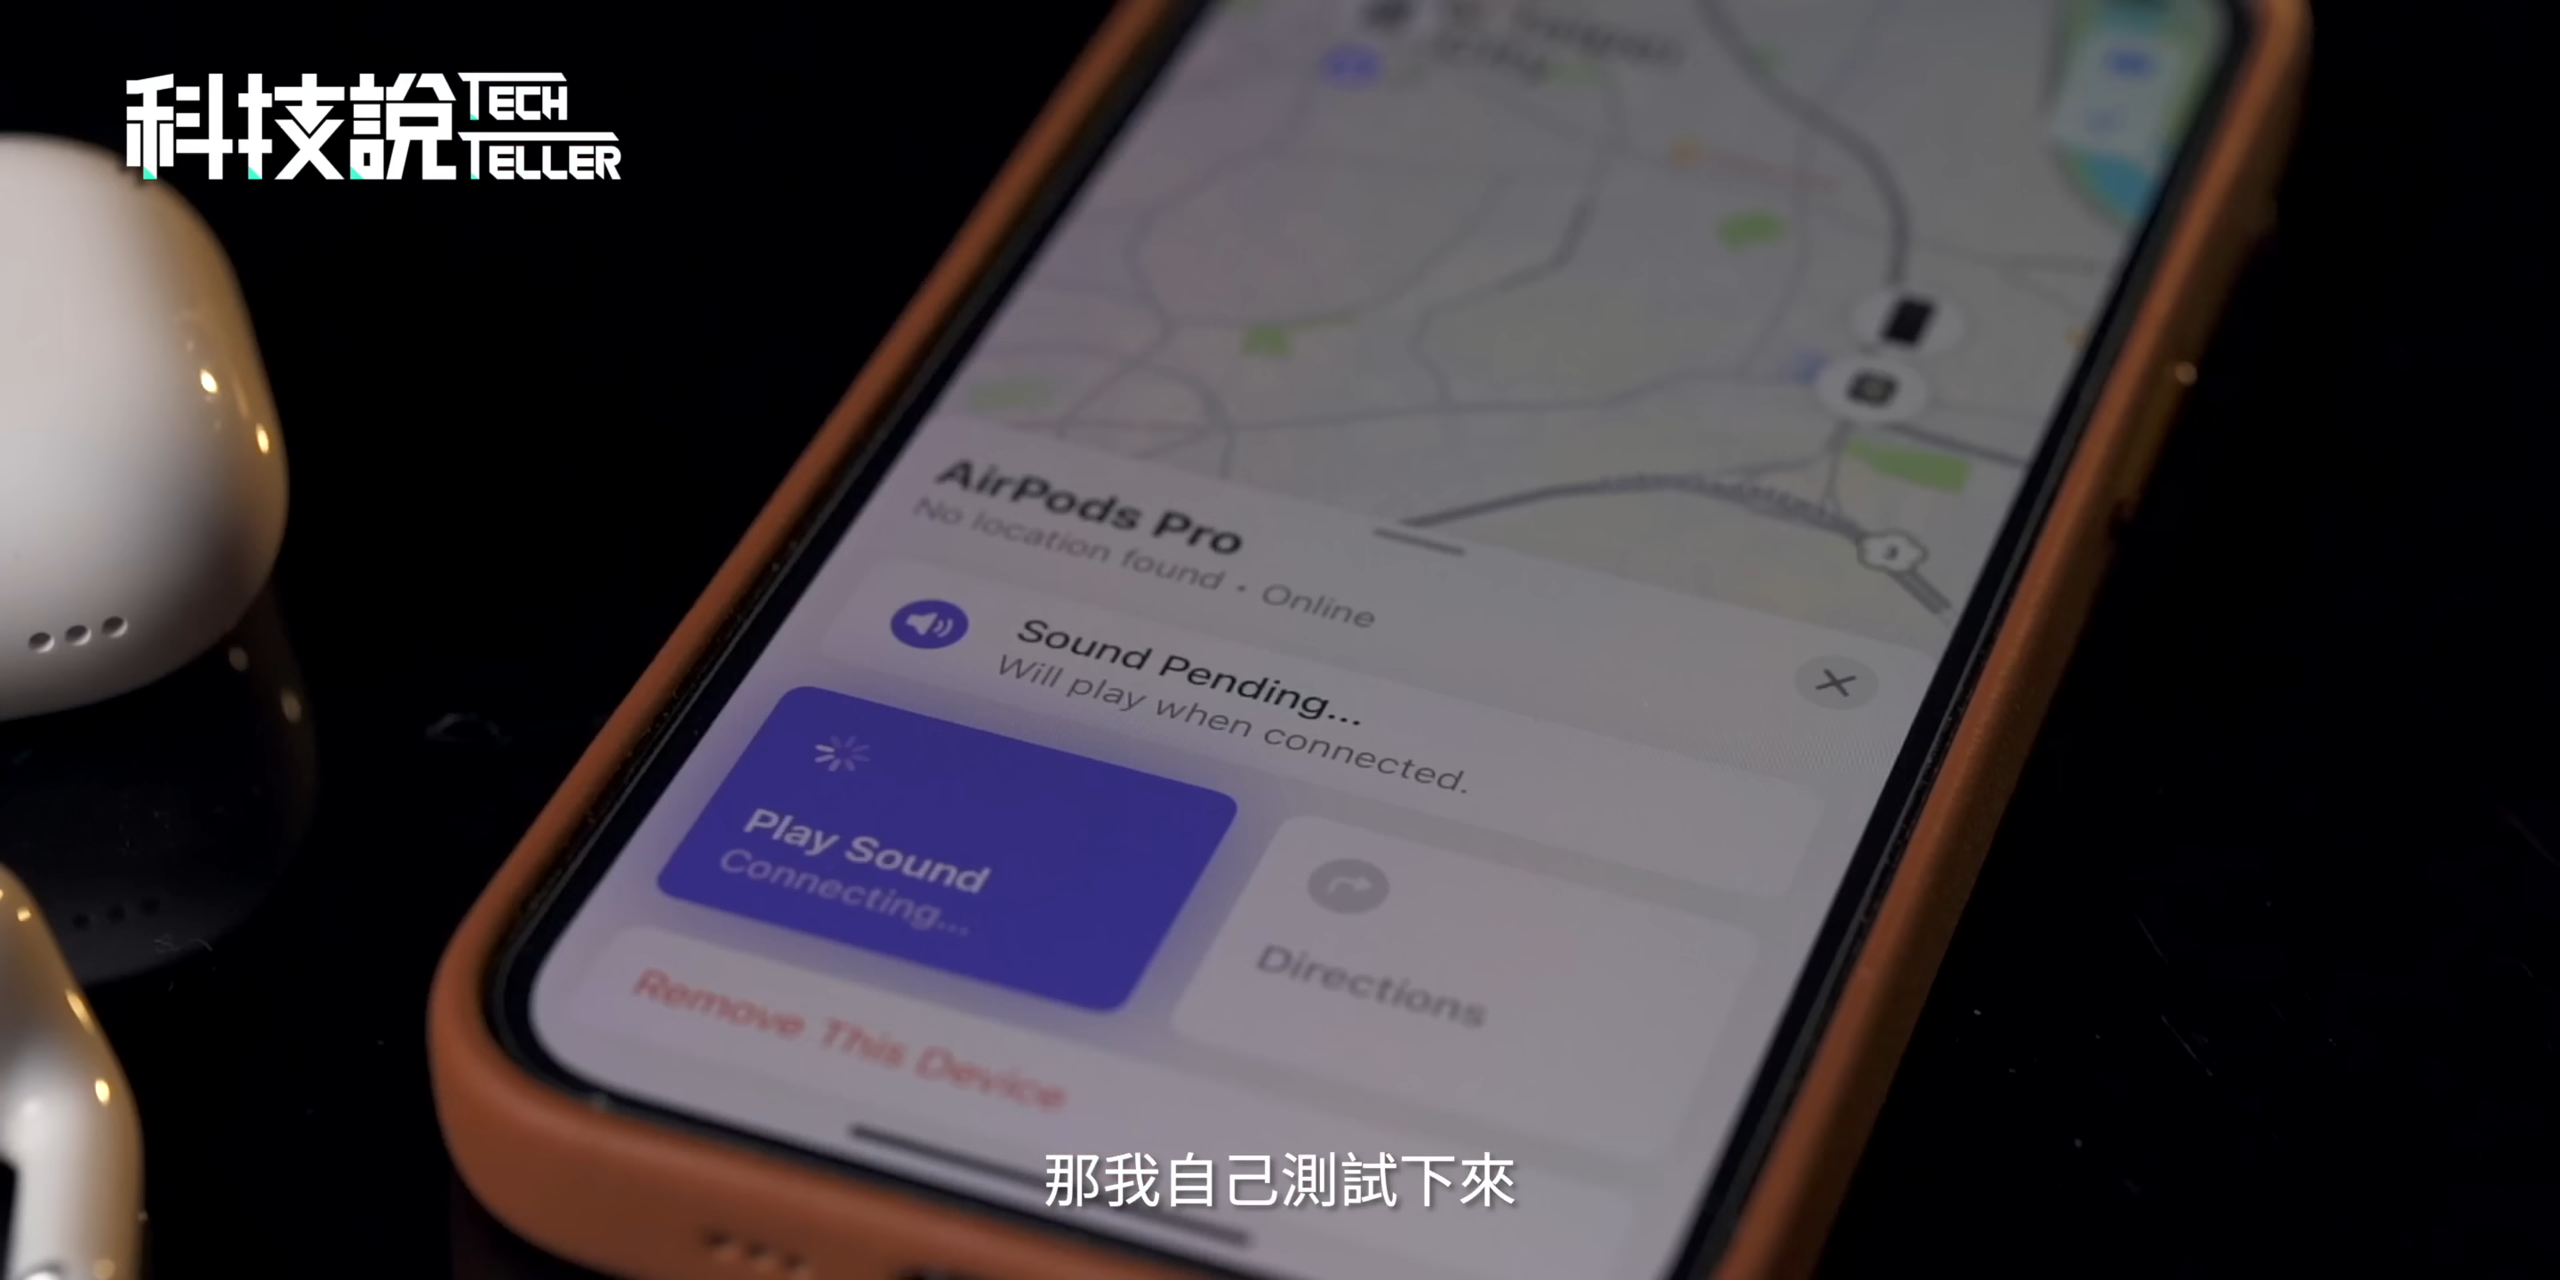 科技說 TECH
TELLER
AirPods Pro
No location found • Online
Sound Pending...
Will play when connected.
Play Sound
Connecting...
Directions
Remove This Device
3
那我自己測試下來